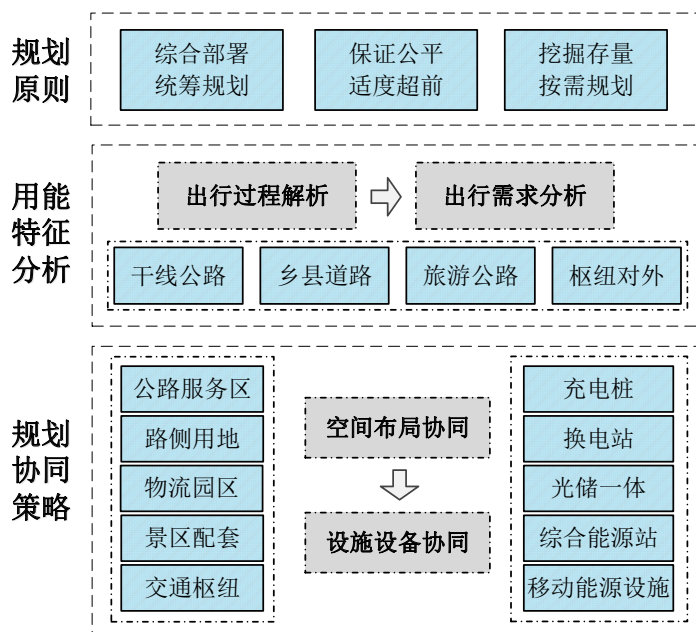 规划
原则
综合部署
统筹规划
保证公平
适度超前
挖掘存量
按需规划
用能
特征
分析
出行过程解析
出行需求分析
干线公路
乡县道路
旅游公路
枢纽对外
规划
协同
策略
公路服务区
路侧用地
物流园区
景区配套
交通枢纽
空间布局协同
设施设备协同
充电桩
换电站
光储一体
综合能源站
移动能源设施